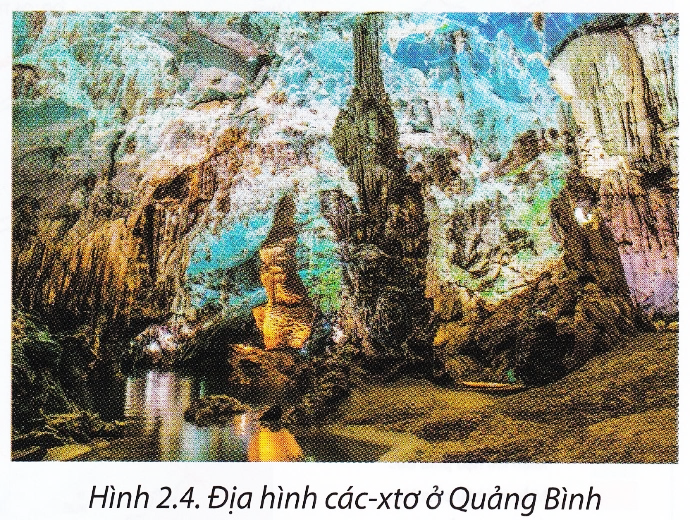 Hình 2.4. Địa hình các-xtơ ở Quảng Bình